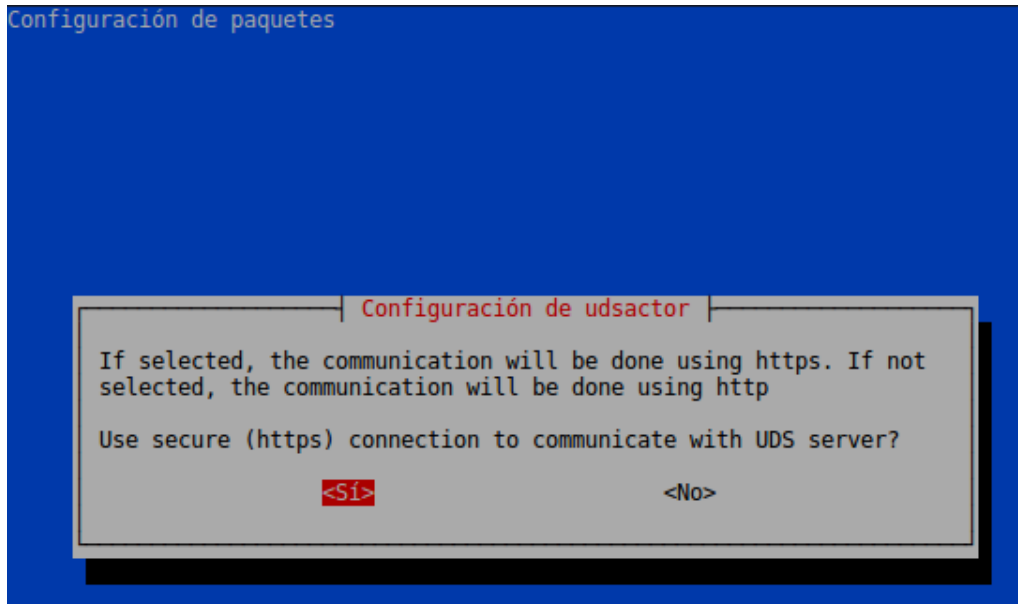 Configuración de paquetes
Configuración de udsactor
If selected, the communication will be done using https. If not
selected, the communication will be done using http
Use secure (https) connection to communicate with UDS server?
<Sí> <No>